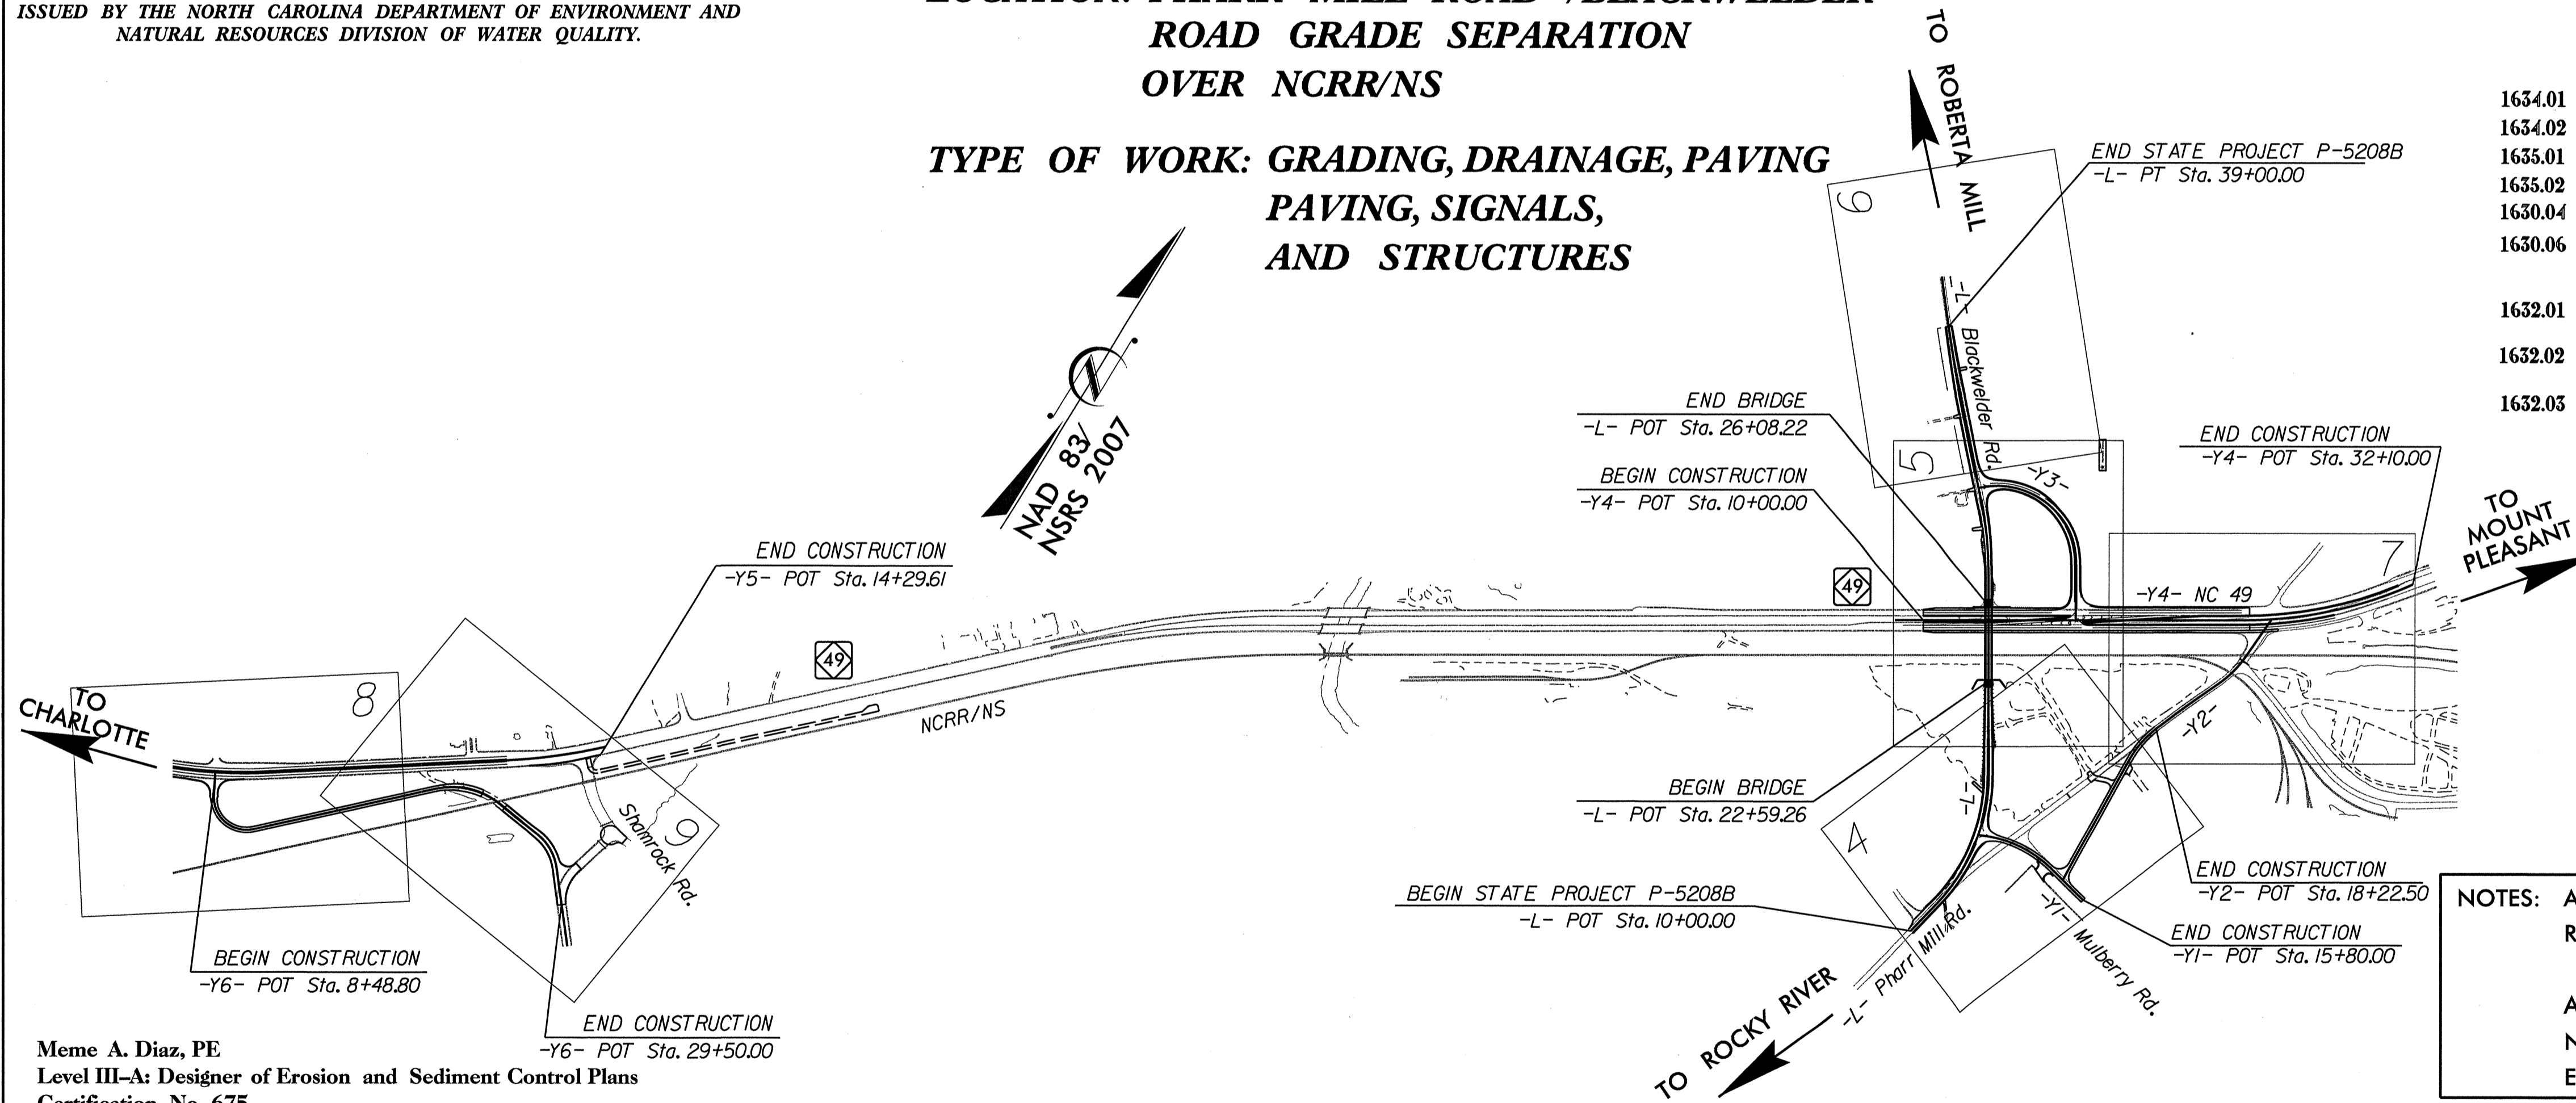 ISSUED BY THE NORTH CAROLINA DEPARTMENT OF ENVIRONMENT AND
NATURAL RESOURCES DIVISION OF WATER QUALITY.
ROAD GRADE SEPARATION
OVER NCRR/NS
TYPE OF WORK: GRADING, DRAINAGE, PAVING
PAVING, SIGNALS,
AND STRUCTURES
TO ROBERTA MILL
1634.01
1634.02
1635.01
1635.02
1630.04
1630.06
1632.01
1632.02
1632.03
END STATE PROJECT P-5208B
-L- PT Sta. 39+00.00
6
-L- Blackwelder Rd.
NAD 83/
NSRS 2007
END BRIDGE
-L- POT Sta. 26+08.22
BEGIN CONSTRUCTION
-Y4- POT Sta. 10+00.00
5
-Y3-
END CONSTRUCTION
-Y4- POT Sta. 32+10.00
TO
MOUNT
PLEASANT
7
49
-Y4- NC 49
END CONSTRUCTION
-Y5- POT Sta. 14+29.61
49
NCRR/NS
8
TO
CHARLOTTE
9
Shamrock Rd.
-Y2-
BEGIN BRIDGE
-L- POT Sta. 22+59.26
-L-
4
BEGIN STATE PROJECT P-5208B
-L- POT Sta. 10+00.00
END CONSTRUCTION
-Y2- POT Sta. 18+22.50
END CONSTRUCTION
-Y1- POT Sta. 15+80.00
-Y1-
Mulberry Rd.
-L- Pharr Mill Rd.
TO ROCKY RIVER
BEGIN CONSTRUCTION
-Y6- POT Sta. 8+48.80
END CONSTRUCTION
-Y6- POT Sta. 29+50.00
NOTES: A
R
A
N
E
Meme A. Diaz, PE
Level III-A: Designer of Erosion and Sediment Control Plans
Certification No. 675